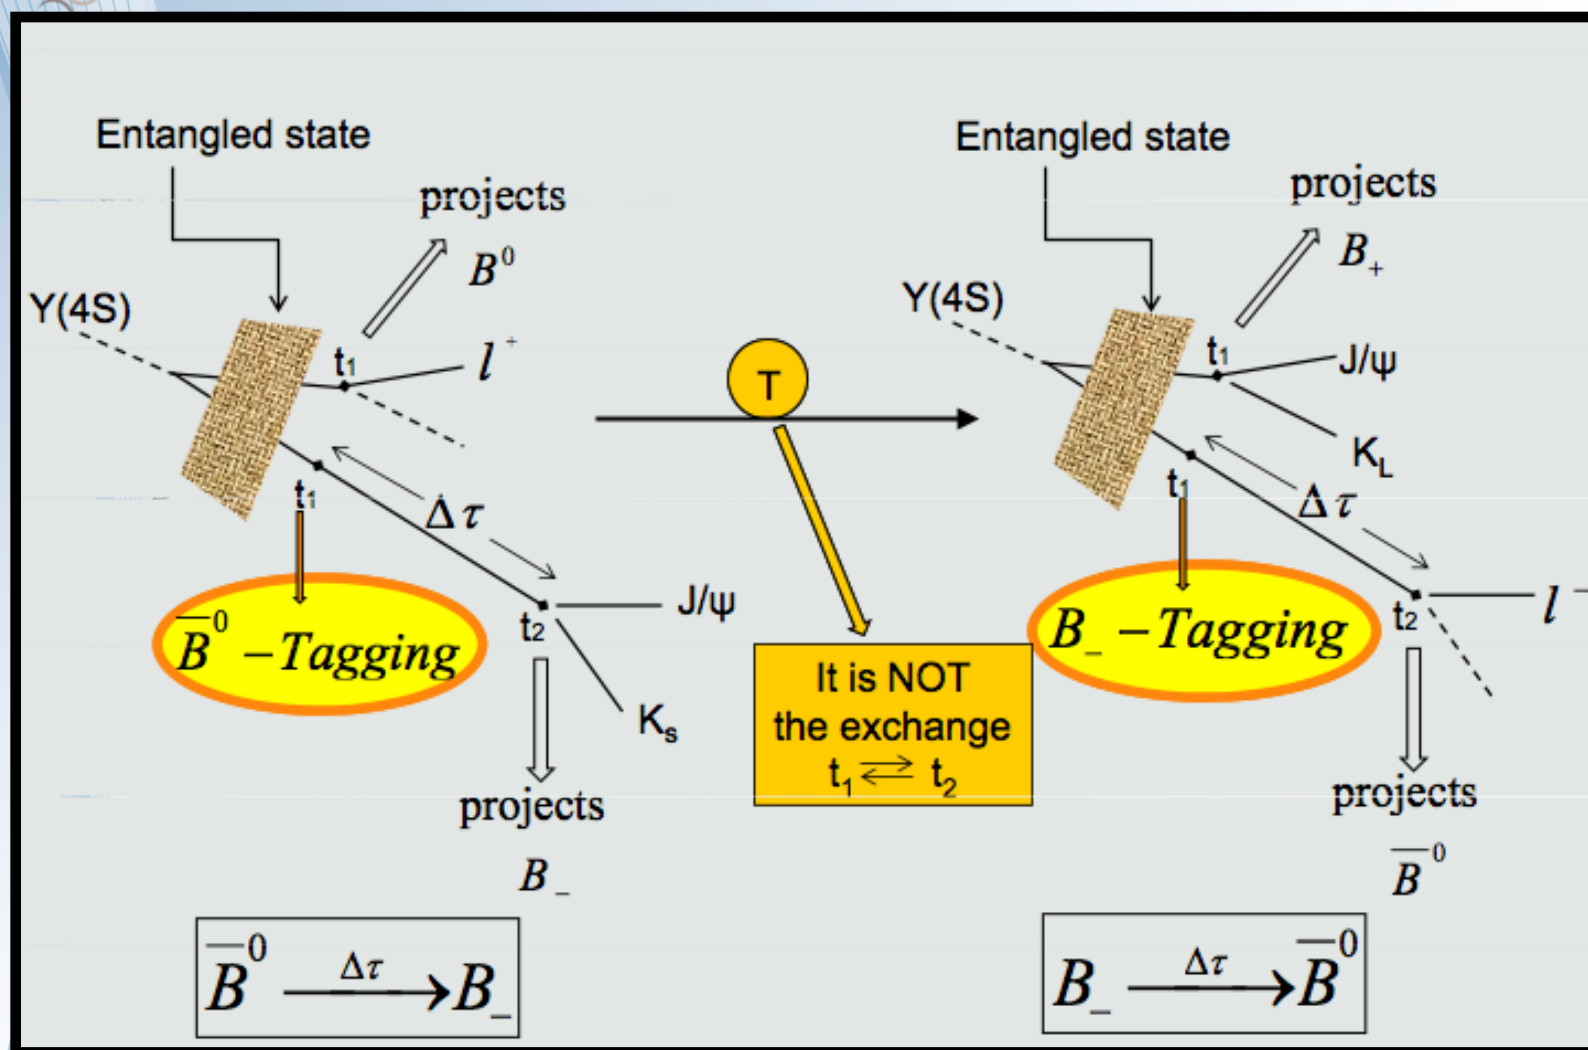 Entangled state
projects
B⁰
Υ(4S)
t₁
l⁺
t₁
Δτ
B̅⁰ –Tagging
t₂
J/ψ
Kₛ
projects
B₋
B̅⁰ —Δτ→ B₋
T
It is NOT
the exchange
t₁ ⇄ t₂
Entangled state
projects
B₊
Υ(4S)
t₁
J/ψ
K_L
t₁
Δτ
B₋ –Tagging
t₂
l⁻
projects
B̅⁰
B₋ —Δτ→ B̅⁰